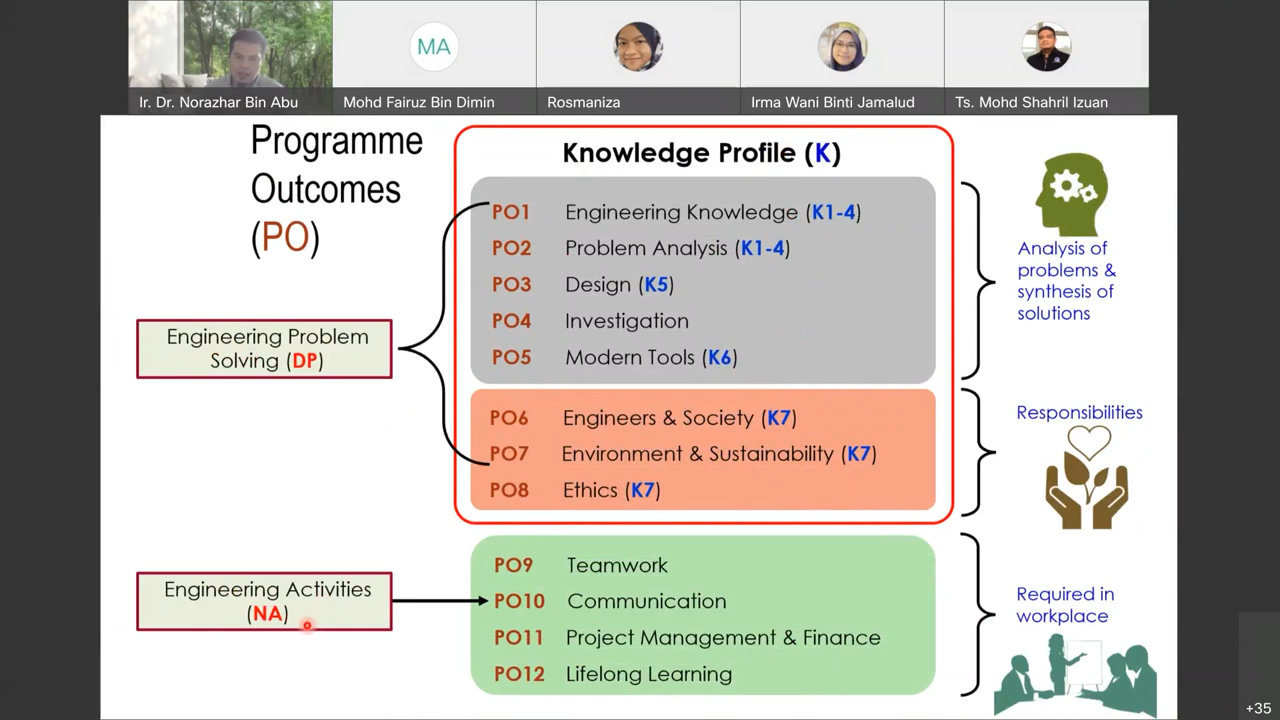 MA
Ir. Dr. Norazhar Bin Abu
Mohd Fairuz Bin Dimin
Rosmaniza
Irma Wani Binti Jamalud
Ts. Mohd Shahril Izuan
Programme
Outcomes
(PO)
Knowledge Profile (K)
PO1 Engineering Knowledge (K1-4)
PO2 Problem Analysis (K1-4)
PO3 Design (K5)
PO4 Investigation
PO5 Modern Tools (K6)
Analysis of
problems &
synthesis of
solutions
Engineering Problem
Solving (DP)
PO6 Engineers & Society (K7)
PO7 Environment & Sustainability (K7)
PO8 Ethics (K7)
Responsibilities
Engineering Activities
(NA)
PO9 Teamwork
PO10 Communication
PO11 Project Management & Finance
PO12 Lifelong Learning
Required in
workplace
+35